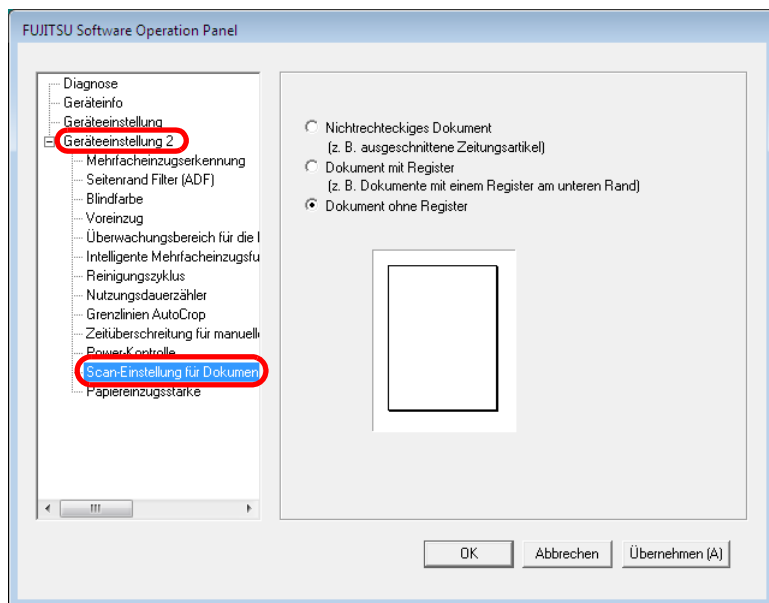 FUJITSU Software Operation Panel
Diagnose
Geräteinfo
Geräteeinstellung
Geräteeinstellung 2
Mehrfacheinzugserkennung
Seitenrand Filter (ADF)
Blindfarbe
Voreinzug
Überwachungsbereich für die
Intelligente Mehrfacheinzugsfu
Reinigungszyklus
Nutzungsdauerzähler
Grenzlinien AutoCrop
Zeitüberschreitung für manuell
Power-Kontrolle
Scan-Einstellung für Dokumen
Papiereinzugsstärke
Nichtrechteckiges Dokument
(z. B. ausgeschnittene Zeitungsartikel)
Dokument mit Register
(z. B. Dokumente mit einem Register am unteren Rand)
Dokument ohne Register
OK
Abbrechen
Übernehmen (A)